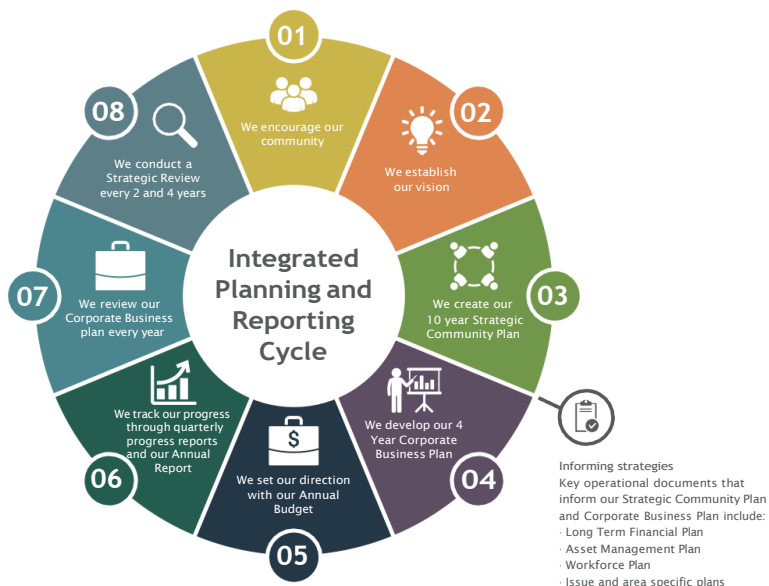 01
We encourage our
community
02
We establish
our vision
03
We create our
10 year Strategic
Community Plan
04
We develop our 4
Year Corporate
Business Plan
05
$
We set our direction
with our Annual
Budget
06
We track our progress
through quarterly
progress reports
and our Annual
Report
07
We review our
Corporate Business
plan every year
08
We conduct a
Strategic Review
every 2 and 4 years
Integrated
Planning and
Reporting
Cycle
Informing strategies
Key operational documents that
inform our Strategic Community Plan
and Corporate Business Plan include:
· Long Term Financial Plan
· Asset Management Plan
· Workforce Plan
· Issue and area specific plans